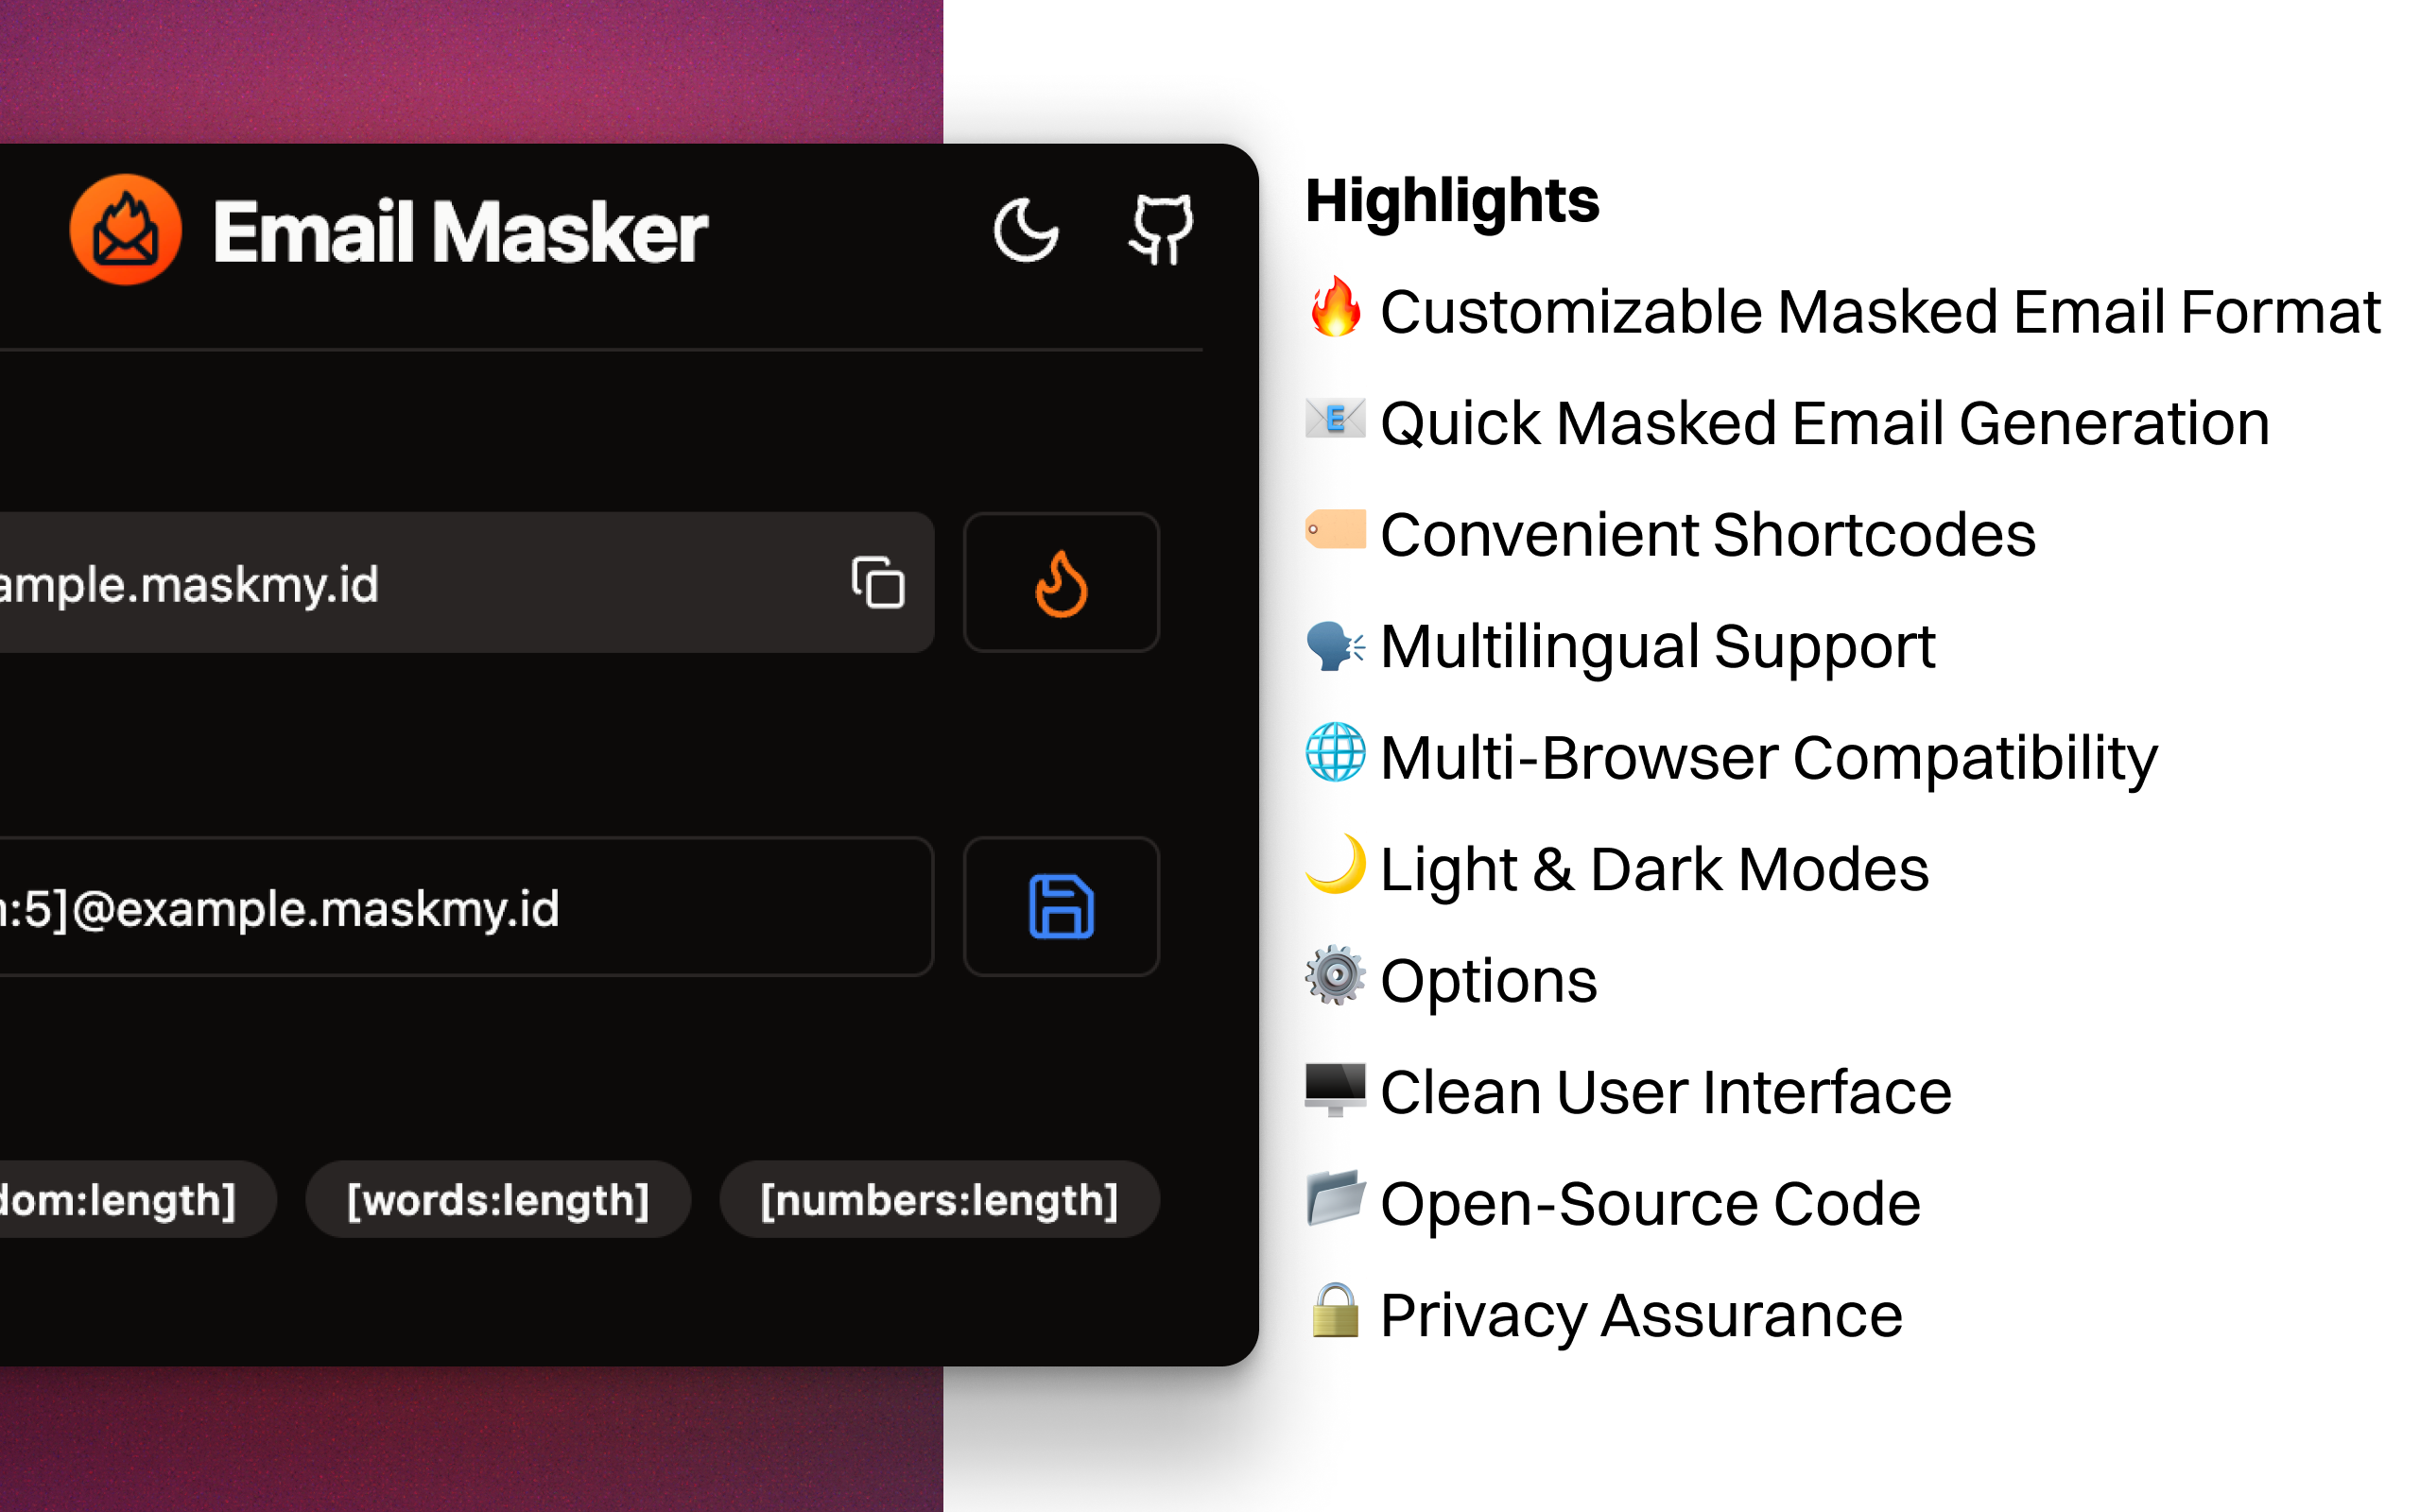 Email Masker
ample.maskmy.id
:5]@example.maskmy.id
dom:length]
[words:length]
[numbers:length]
Highlights
🔥 Customizable Masked Email Format
📧 Quick Masked Email Generation
🏷️ Convenient Shortcodes
🗣️ Multilingual Support
🌐 Multi-Browser Compatibility
🌙 Light & Dark Modes
⚙️ Options
🖥️ Clean User Interface
📂 Open-Source Code
🔒 Privacy Assurance